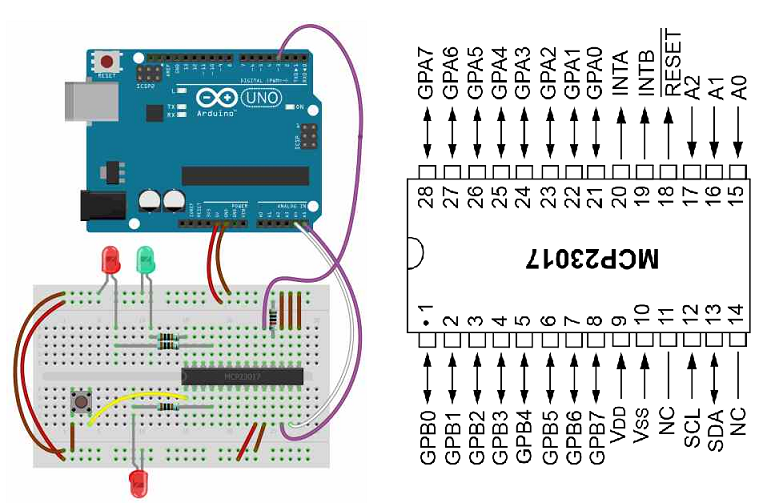 RESET
ICSP2
AREF
GND
DIGITAL (PWM~)
L
TX
RX
UNO
Arduino
ON
ICSP
POWER
ANALOG IN
MCP23017
GPA7
GPA6
GPA5
GPA4
GPA3
GPA2
GPA1
GPA0
INTA
INTB
RESET
A2
A1
A0
28 27 26 25 24 23 22 21 20 19 18 17 16 15
MCP23017
1 2 3 4 5 6 7 8 9 10 11 12 13 14
GPB0
GPB1
GPB2
GPB3
GPB4
GPB5
GPB6
GPB7
VDD
VSS
NC
SCL
SDA
NC